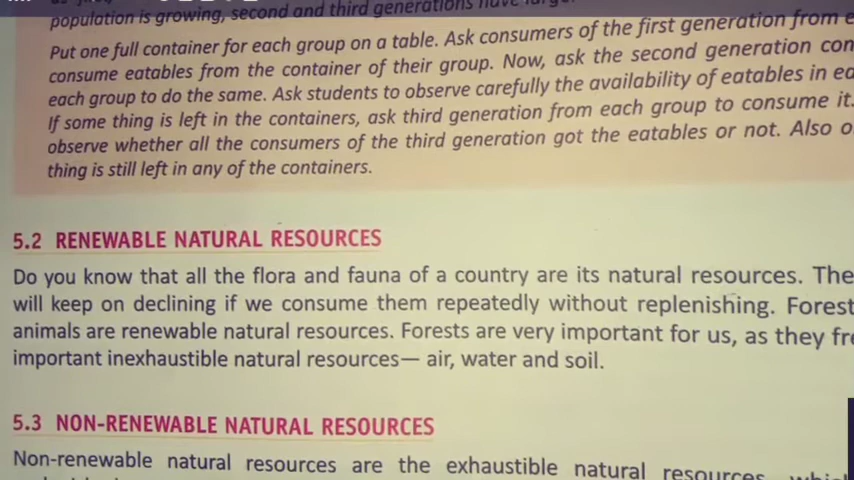 population is growing, second and third generations have
Put one full container for each group on a table. Ask consumers of the first generation from
consume eatables from the container of their group. Now, ask the second generation
each group to do the same. Ask students to observe carefully the availability of eatables in
If some thing is left in the containers, ask third generation from each group to consume it.
observe whether all the consumers of the third generation got the eatables or not. Also
thing is still left in any of the containers.
5.2 RENEWABLE NATURAL RESOURCES
Do you know that all the flora and fauna of a country are its natural resources. The
will keep on declining if we consume them repeatedly without replenishing. Forest
animals are renewable natural resources. Forests are very important for us, as they
important inexhaustible natural resources— air, water and soil.
5.3 NON-RENEWABLE NATURAL RESOURCES
Non-renewable natural resources are the exhaustible natural resources,